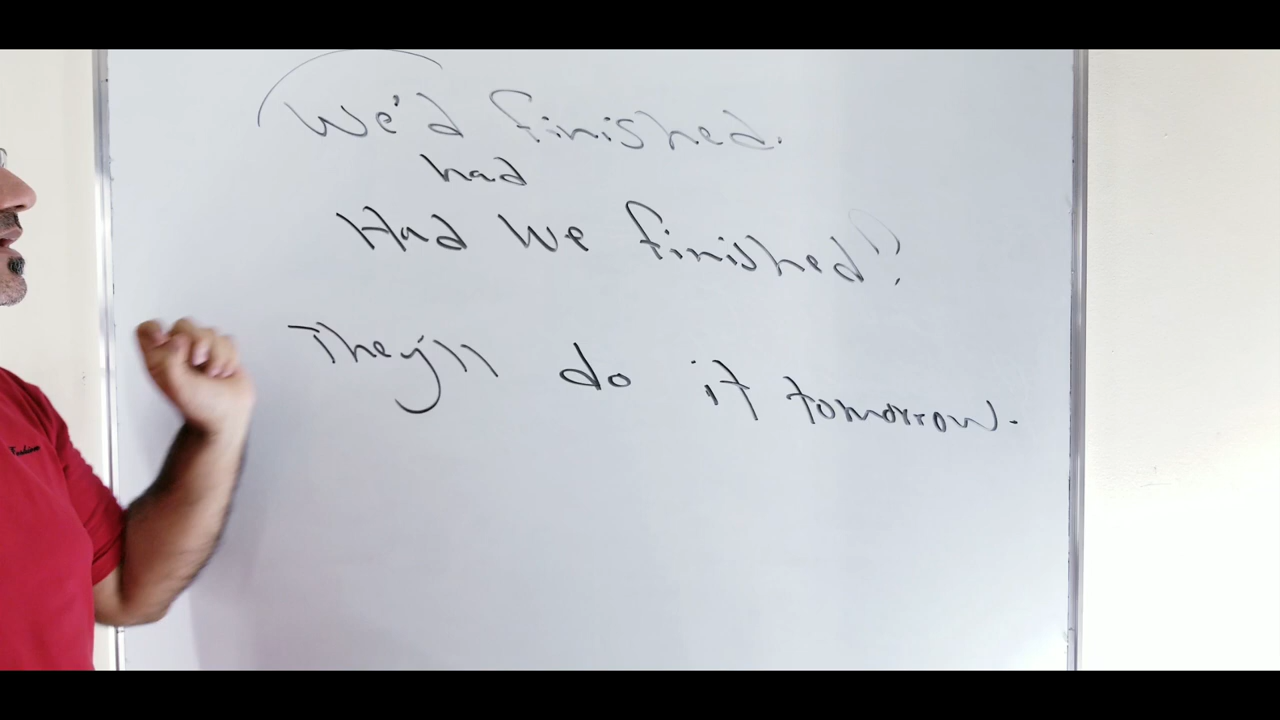 We'd finished.
had
Had we finished?
They'll do it tomorrow.